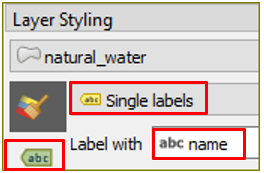 Layer Styling
natural_water
abc Single labels
Label with abc name
abc